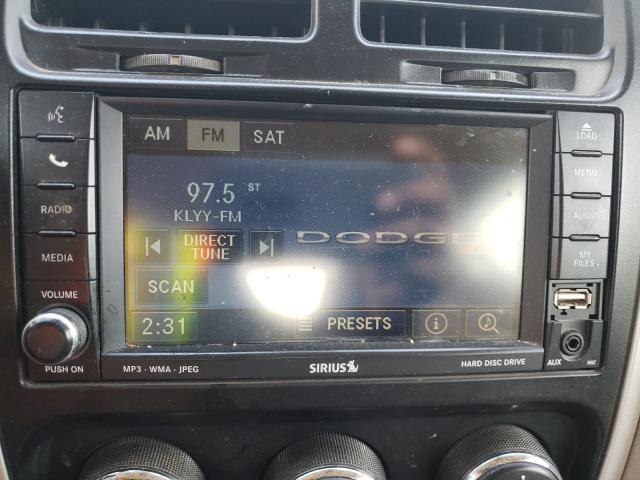 AM FM SAT
LOAD
MENU
RADIO
97.5 ST
KLYY-FM
AUDIO
DIRECT TUNE
DODGE
MEDIA
MY FILES
SCAN
VOLUME
2:31
PRESETS
i
PUSH ON
MP3 · WMA · JPEG
SIRIUS
HARD DISC DRIVE
AUX